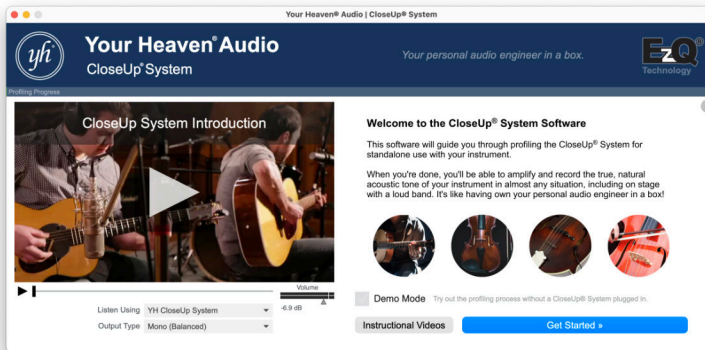 Your Heaven® Audio | CloseUp® System
yh®
Your Heaven® Audio
CloseUp® System
Your personal audio engineer in a box.
EzQ®
Technology
Profiling Progress
CloseUp System Introduction
Welcome to the CloseUp® System Software
This software will guide you through profiling the CloseUp® System for
standalone use with your instrument.
When you're done, you'll be able to amplify and record the true, natural
acoustic tone of your instrument in almost any situation, including on stage
with a loud band. It's like having own your personal audio engineer in a box!
Volume
-6.9 dB
Listen Using YH CloseUp System
Output Type Mono (Balanced)
Demo Mode Try out the profiling process without a CloseUp® System plugged in.
Instructional Videos
Get Started »